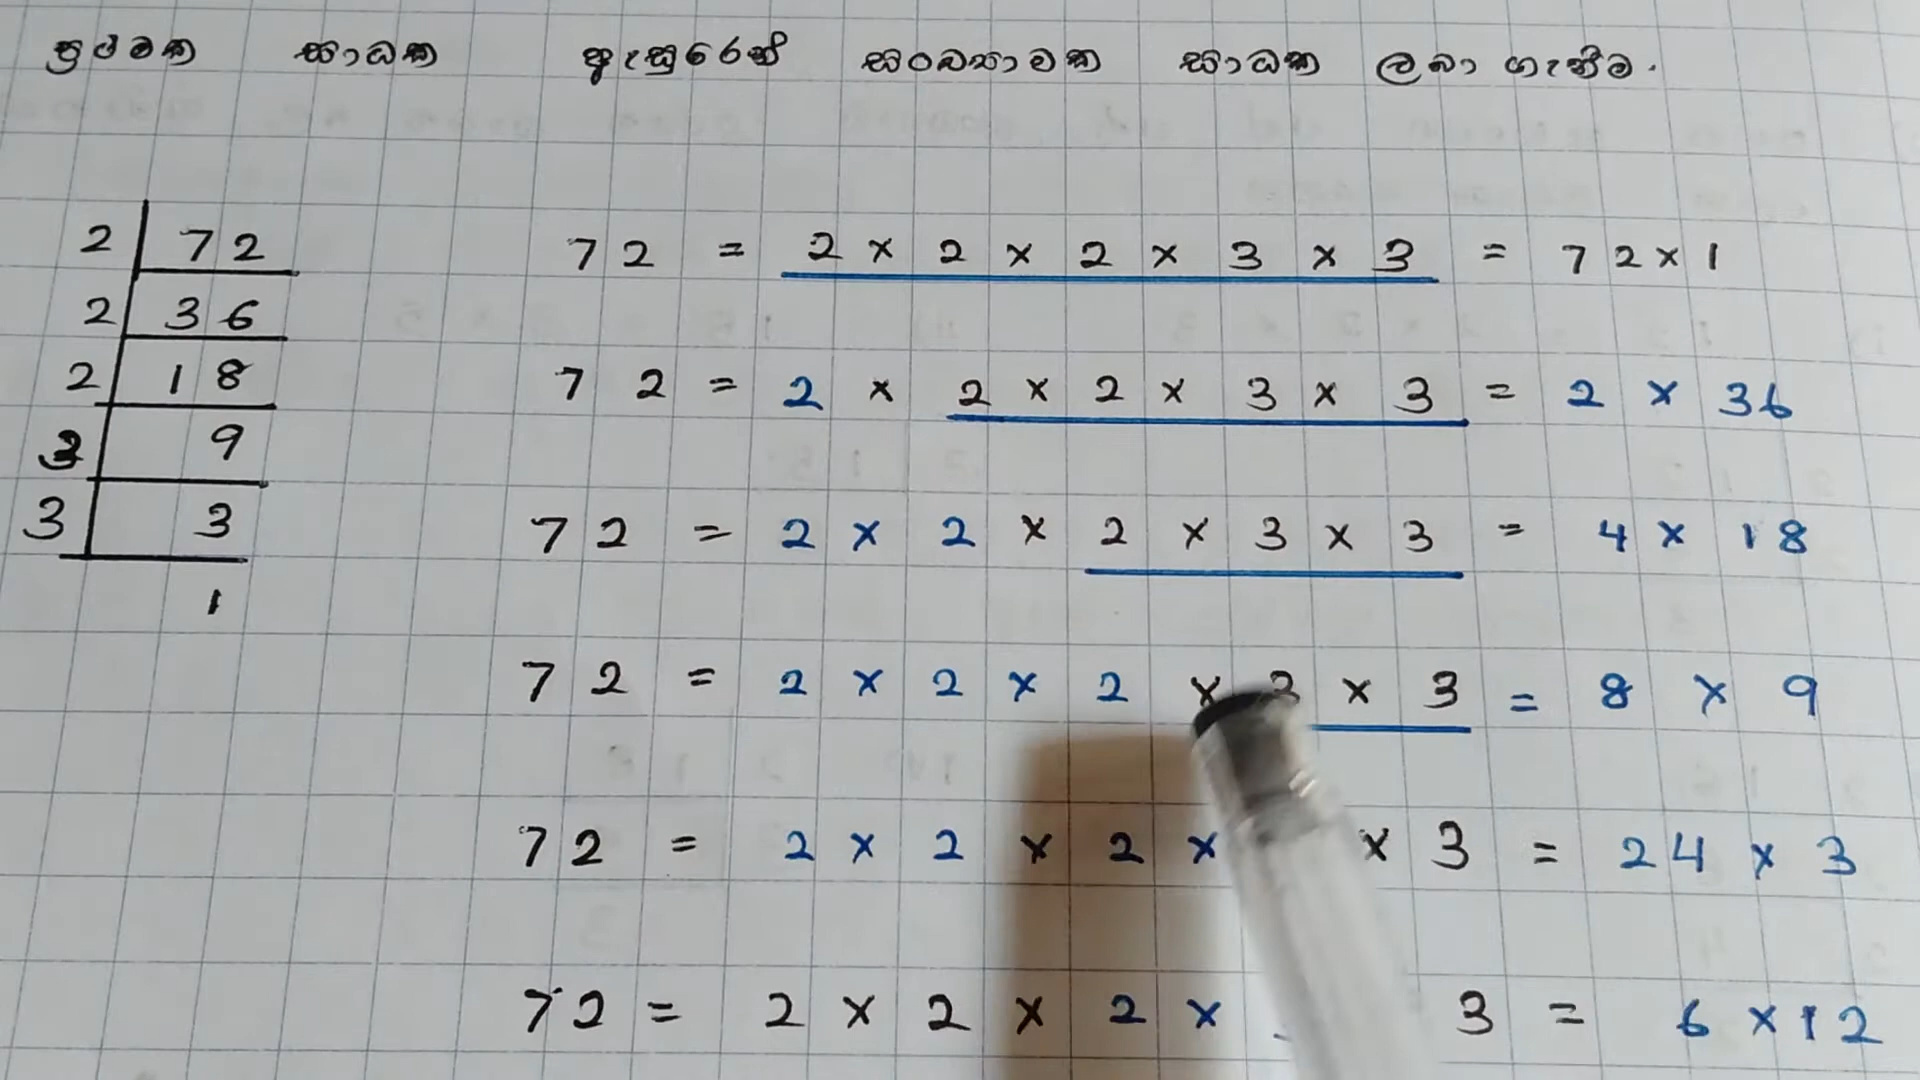 ප්‍රථමක සාධක ඇසුරෙන් සංඛ්‍යාමක සාධක ලබා ගැනීම.
2 | 72
2 | 36
2 | 18
3 | 9
3 | 3
1
72 = 2 × 2 × 2 × 3 × 3 = 72 × 1
72 = 2 × 2 × 2 × 3 × 3 = 2 × 36
72 = 2 × 2 × 2 × 3 × 3 = 4 × 18
72 = 2 × 2 × 2 × 3 × 3 = 8 × 9
72 = 2 × 2 × 2 × × 3 = 24 × 3
72 = 2 × 2 × 2 × 3 = 6 × 12